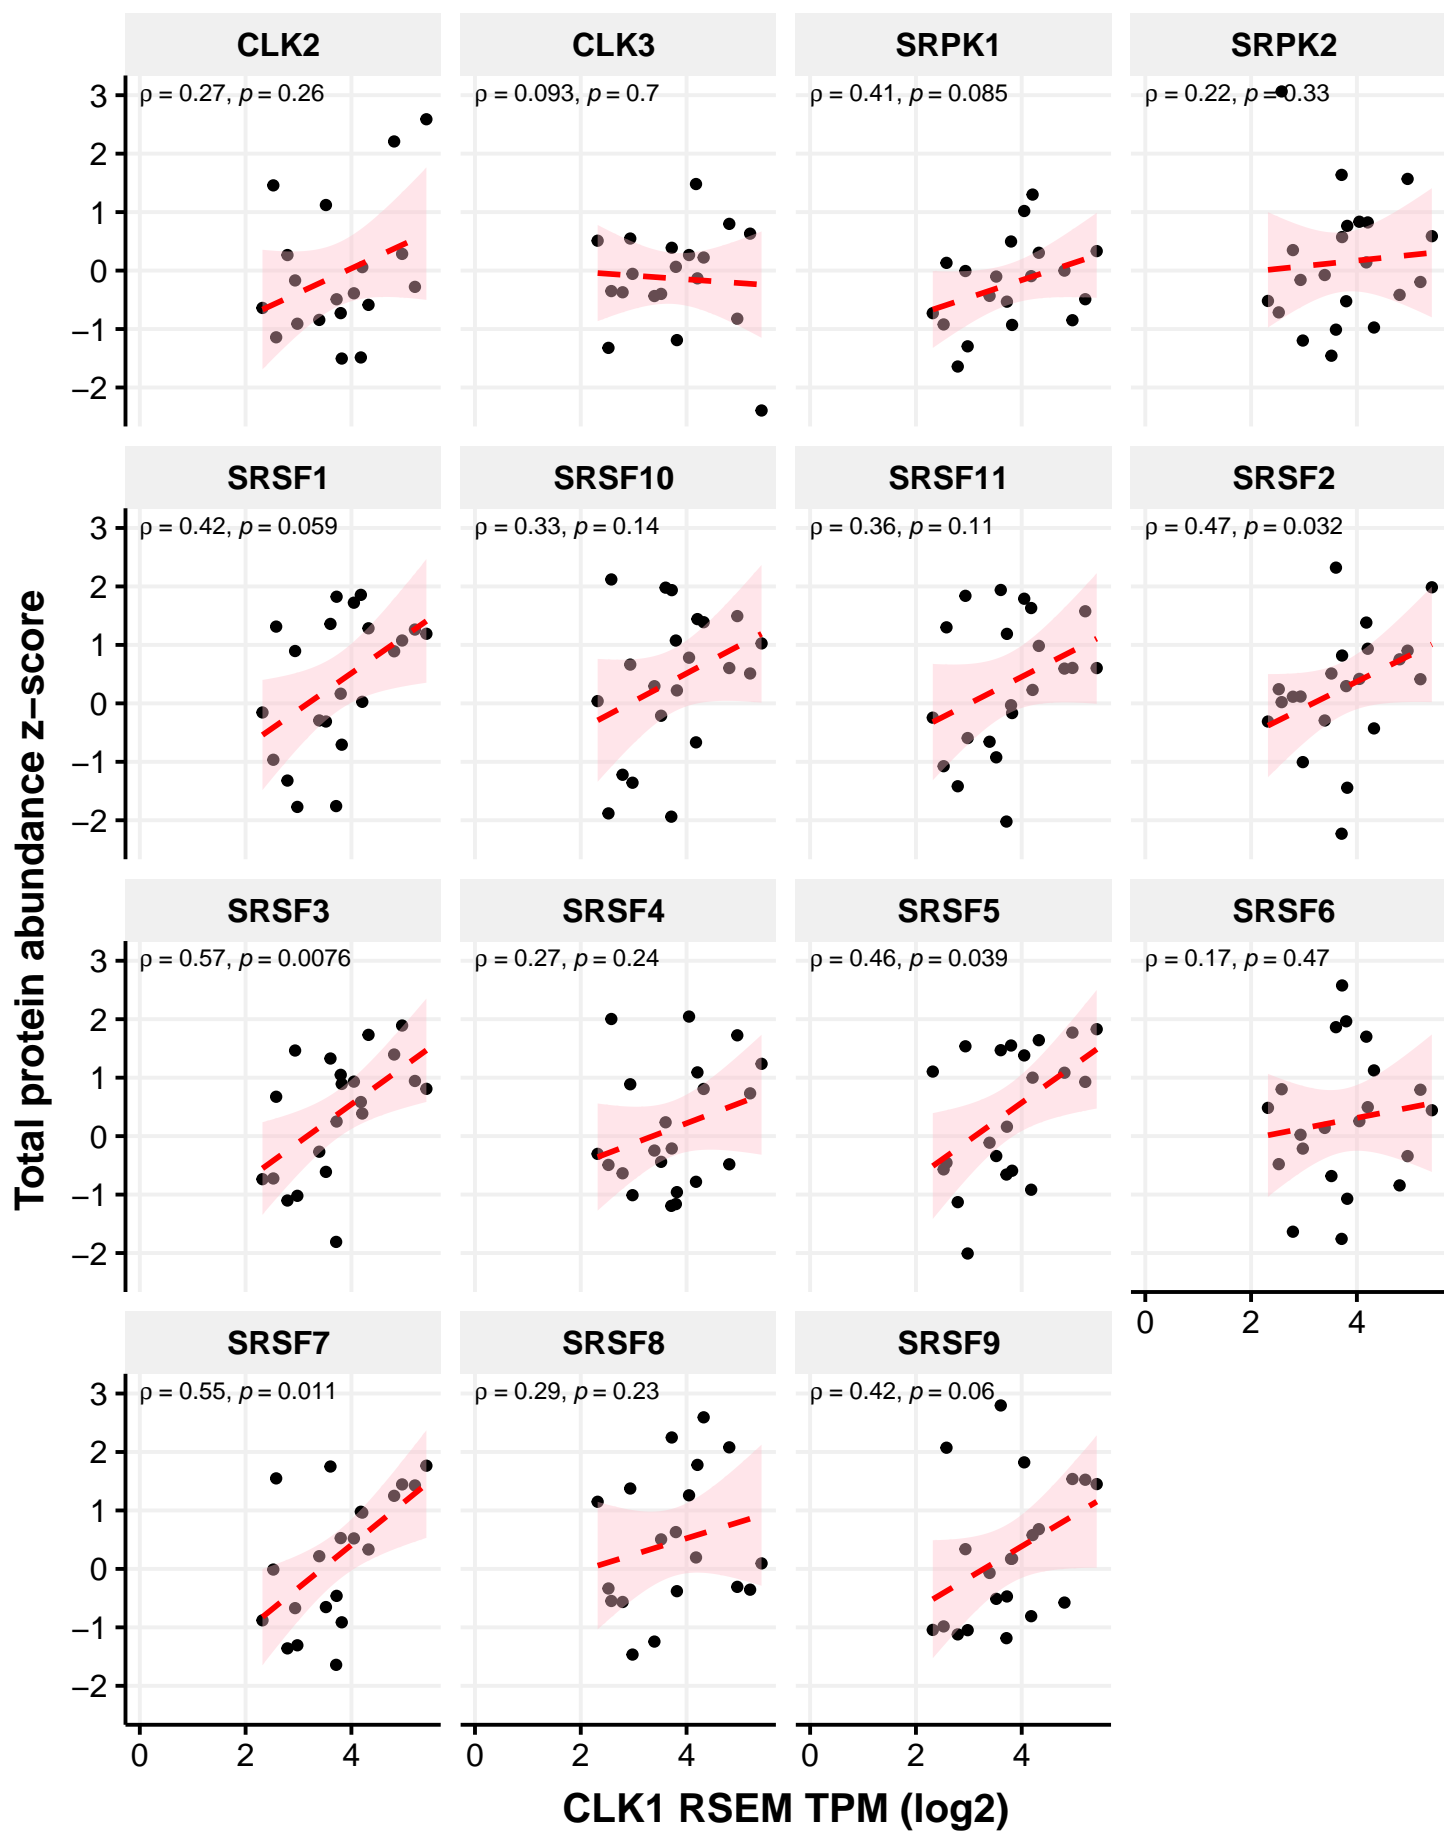 CLK2 CLK3 SRPK1 SRPK2
ρ = 0.27, p = 0.26 ρ = 0.093, p = 0.7 ρ = 0.41, p = 0.085 ρ = 0.22, p = 0.33
3
2
1
0
−1
−2
SRSF1 SRSF10 SRSF11 SRSF2
ρ = 0.42, p = 0.059 ρ = 0.33, p = 0.14 ρ = 0.36, p = 0.11 ρ = 0.47, p = 0.032
3
2
1
0
−1
−2
Total protein abundance z−score
SRSF3 SRSF4 SRSF5 SRSF6
ρ = 0.57, p = 0.0076 ρ = 0.27, p = 0.24 ρ = 0.46, p = 0.039 ρ = 0.17, p = 0.47
3
2
1
0
−1
−2
0 2 4
SRSF7 SRSF8 SRSF9
ρ = 0.55, p = 0.011 ρ = 0.29, p = 0.23 ρ = 0.42, p = 0.06
3
2
1
0
−1
−2
0 2 4 0 2 4 0 2 4
CLK1 RSEM TPM (log2)